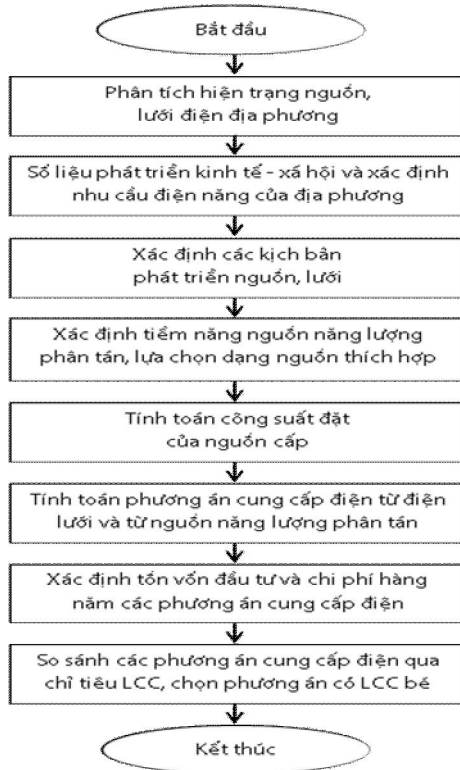 Bắt đầu
Phân tích hiện trạng nguồn,
lưới điện địa phương
Số liệu phát triển kinh tế - xã hội và xác định
nhu cầu điện năng của địa phương
Xác định các kịch bản
phát triển nguồn, lưới
Xác định tiềm năng nguồn năng lượng
phân tán, lựa chọn dạng nguồn thích hợp
Tính toán công suất đặt
của nguồn cấp
Tính toán phương án cung cấp điện từ điện
lưới và từ nguồn năng lượng phân tán
Xác định tồn vốn đầu tư và chi phí hàng
năm các phương án cung cấp điện
So sánh các phương án cung cấp điện qua
chỉ tiêu LCC, chọn phương án có LCC bé
Kết thúc